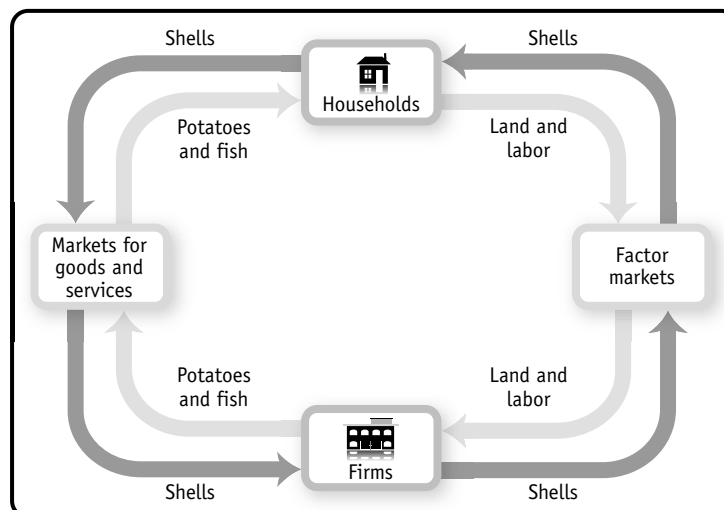 Shells
Shells
Households
Potatoes
and fish
Land and
labor
Markets for
goods and
services
Factor
markets
Potatoes
and fish
Land and
labor
Firms
Shells
Shells